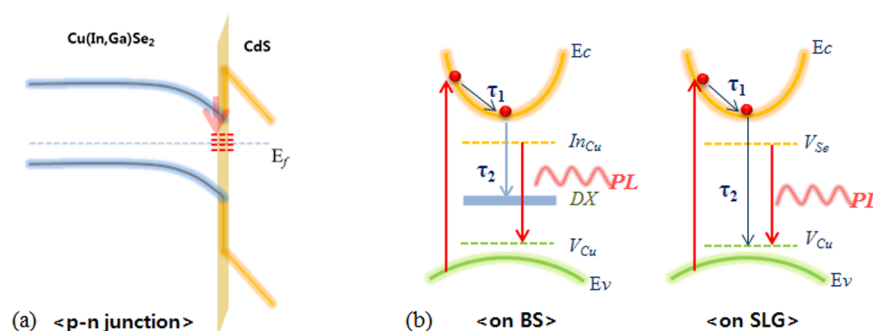 Cu(In,Ga)Se2
CdS
Ef
(a) <p-n junction>
Ec
τ1
InCu
τ2
PL
DX
VCu
Ev
(b) <on BS>
Ec
τ1
VSe
τ2
PL
VCu
Ev
<on SLG>